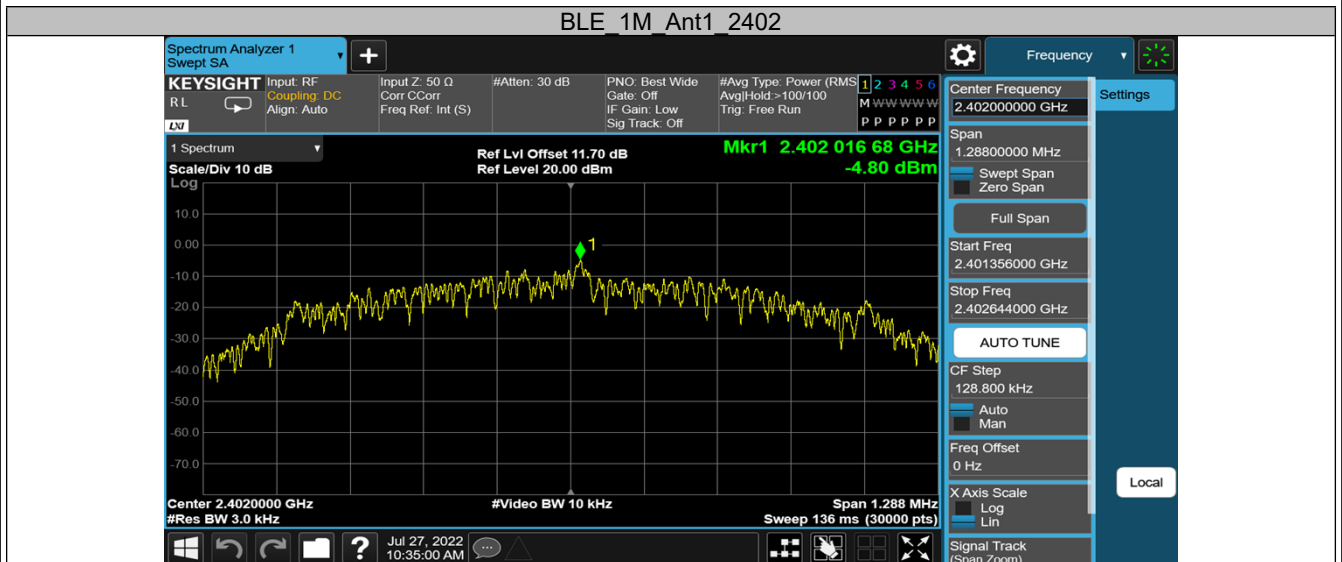 BLE_1M_Ant1_2402
Spectrum Analyzer 1
Swept SA
+
Frequency
KEYSIGHT
R L
LXI
Input: RF
Coupling: DC
Align: Auto
Input Z: 50 Ω
Corr CCorr
Freq Ref: Int (S)
#Atten: 30 dB
PNO: Best Wide
Gate: Off
IF Gain: Low
Sig Track: Off
#Avg Type: Power (RMS
Avg|Hold:>100/100
Trig: Free Run
1 2 3 4 5 6
M W W W W W
P P P P P P
1 Spectrum
Scale/Div 10 dB
Ref Lvl Offset 11.70 dB
Ref Level 20.00 dBm
Mkr1 2.402 016 68 GHz
-4.80 dBm
Log
10.0
0.00
-10.0
-20.0
-30.0
-40.0
-50.0
-60.0
-70.0
1
Center 2.4020000 GHz
#Res BW 3.0 kHz
#Video BW 10 kHz
Span 1.288 MHz
Sweep 136 ms (30000 pts)
?
Jul 27, 2022
10:35:00 AM
Center Frequency
2.402000000 GHz
Span
1.28800000 MHz
Swept Span
Zero Span
Full Span
Start Freq
2.401356000 GHz
Stop Freq
2.402644000 GHz
AUTO TUNE
CF Step
128.800 kHz
Auto
Man
Freq Offset
0 Hz
X Axis Scale
Log
Lin
Signal Track
(Span Zoom)
Settings
Local